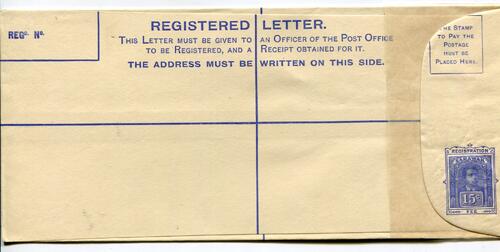 REG^D. N^O.
REGISTERED LETTER.
THIS LETTER MUST BE GIVEN TO AN OFFICER OF THE POST OFFICE
TO BE REGISTERED, AND A RECEIPT OBTAINED FOR IT.
THE ADDRESS MUST BE WRITTEN ON THIS SIDE.
THE STAMP
TO PAY THE
POSTAGE
MUST BE
PLACED HERE.
REGISTRATION
SARAWAK
15c
FEE